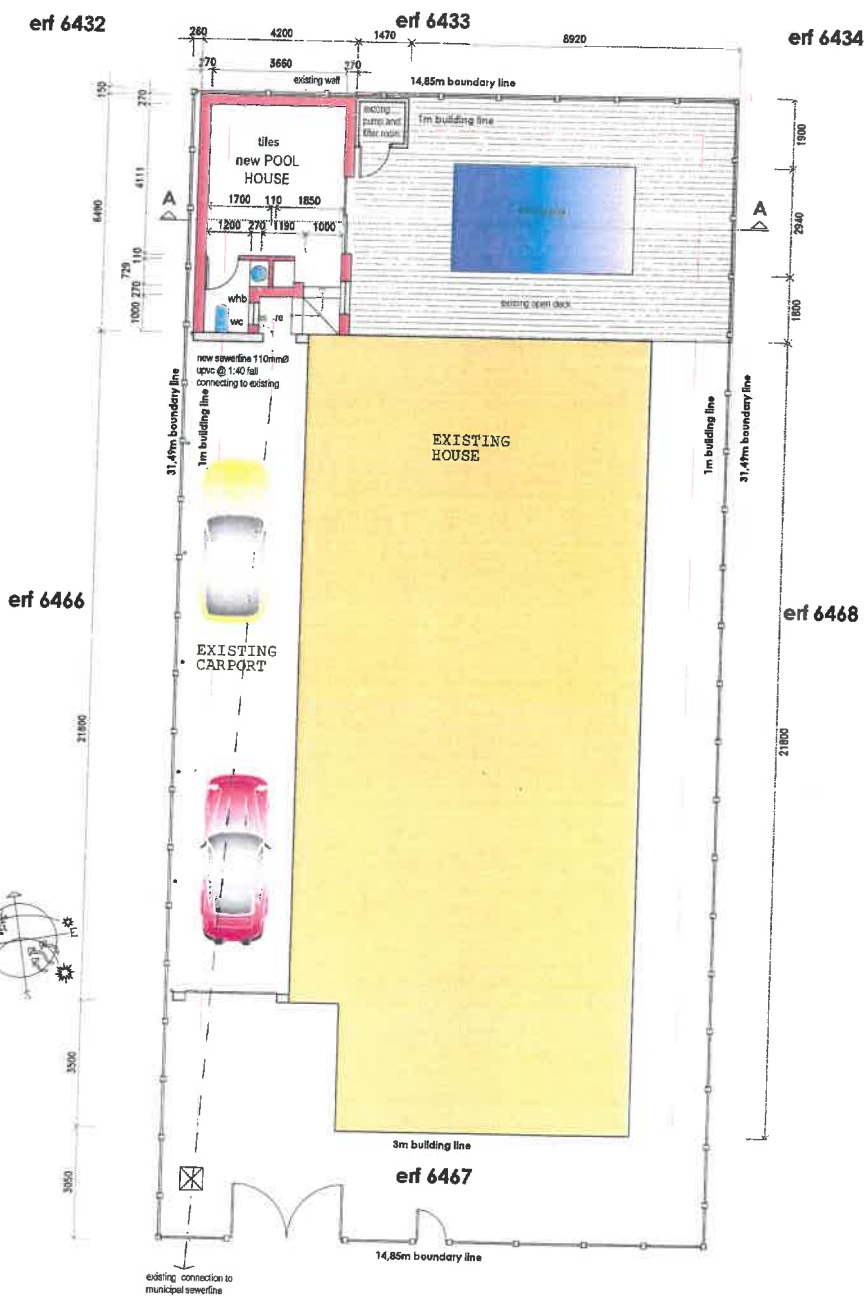 erf 6432
erf 6433
erf 6434
260
4200
1470
8920
270
3660
270
existing wall
14,85m boundary line
150
270
existing
pump and
filter room
1m building line
1900
tiles
new POOL
HOUSE
4111
6490
A
A
1700
110
1850
1200
270
1190
1000
2940
110
729
270
1000
whb
wc
re
existing open deck
1800
new sewerline 110mmØ
upvc @ 1:40 fall
connecting to existing
31,49m boundary line
1m building line
EXISTING
HOUSE
1m building line
31,49m boundary line
erf 6466
erf 6468
EXISTING
CARPORT
21800
21800
E
S
3500
3m building line
3050
erf 6467
14,85m boundary line
existing connection to
municipal sewerline